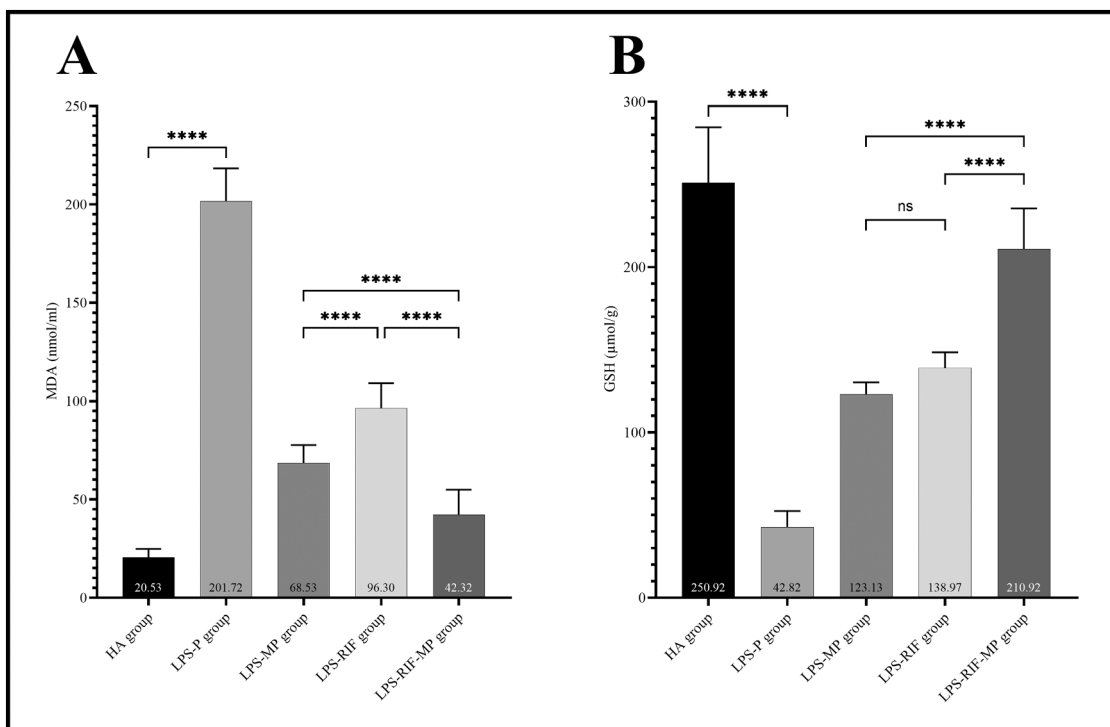 A
250
200
150
100
50
0
MDA (nmol/ml)
****
****
****
****
20.53
201.72
68.53
96.30
42.32
HA group
LPS-P group
LPS-MP group
LPS-RIF group
LPS-RIF-MP group
B
300
200
100
0
GSH (µmol/g)
****
****
****
ns
250.92
42.82
123.13
138.97
210.92
HA group
LPS-P group
LPS-MP group
LPS-RIF group
LPS-RIF-MP group